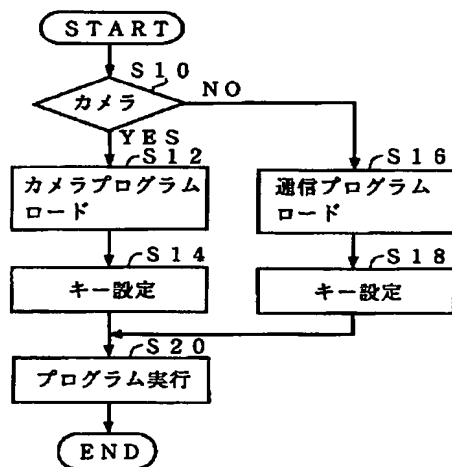 START
S10
カメラ
NO
YES
S12
カメラプログラム
ロード
S16
通信プログラム
ロード
S14
キー設定
S18
キー設定
S20
プログラム実行
END